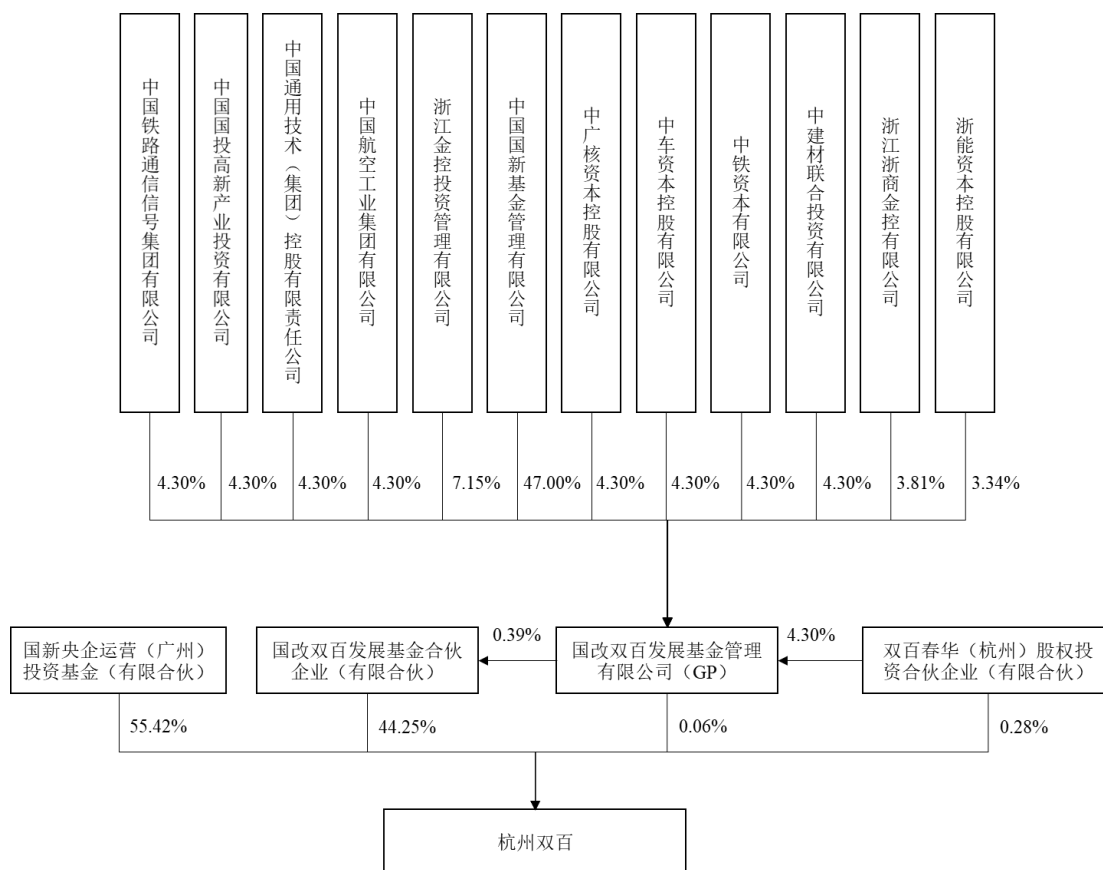 中国铁路通信信号集团有限公司
中国国投高新产业投资有限公司
中国通用技术（集团）控股有限责任公司
中国航空工业集团有限公司
浙江金控投资管理有限公司
中国国新基金管理有限公司
中广核资本控股有限公司
中车资本控股有限公司
中铁资本有限公司
中建材联合投资有限公司
浙江浙商金控有限公司
浙能资本控股有限公司
4.30%
4.30%
4.30%
4.30%
7.15%
47.00%
4.30%
4.30%
4.30%
4.30%
3.81%
3.34%
国新央企运营（广州）
投资基金（有限合伙）
国改双百发展基金合伙
企业（有限合伙）
0.39%
国改双百发展基金管理
有限公司（GP）
4.30%
双百春华（杭州）股权投
资合伙企业（有限合伙）
55.42%
44.25%
0.06%
0.28%
杭州双百